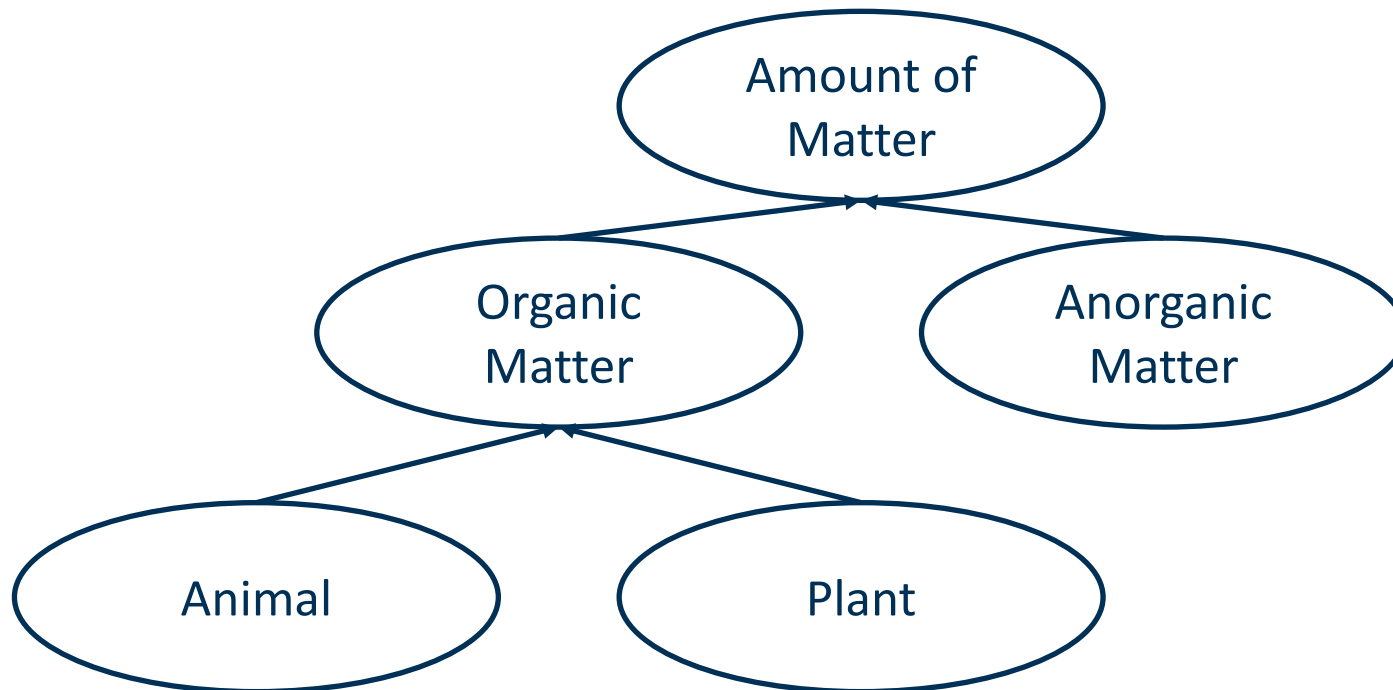 Amount of
Matter
Organic
Matter
Anorganic
Matter
Animal
Plant